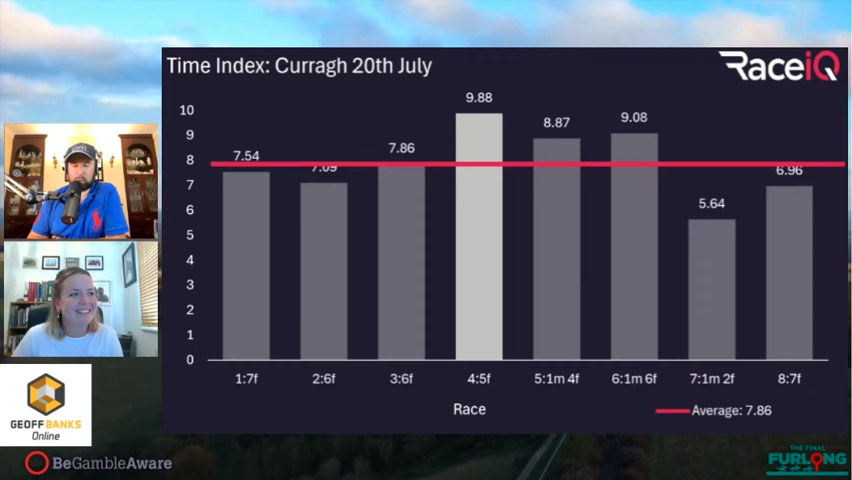 Time Index: Curragh 20th July
RaceiQ
10
9
8
7
6
5
4
3
2
1
0
7.54
7.09
7.86
9.88
8.87
9.08
5.64
6.96
1:7f
2:6f
3:6f
4:5f
5:1m 4f
6:1m 6f
7:1m 2f
8:7f
Race
Average: 7.86
GEOFF BANKS
Online
BeGambleAware
THE FINAL
FURLONG